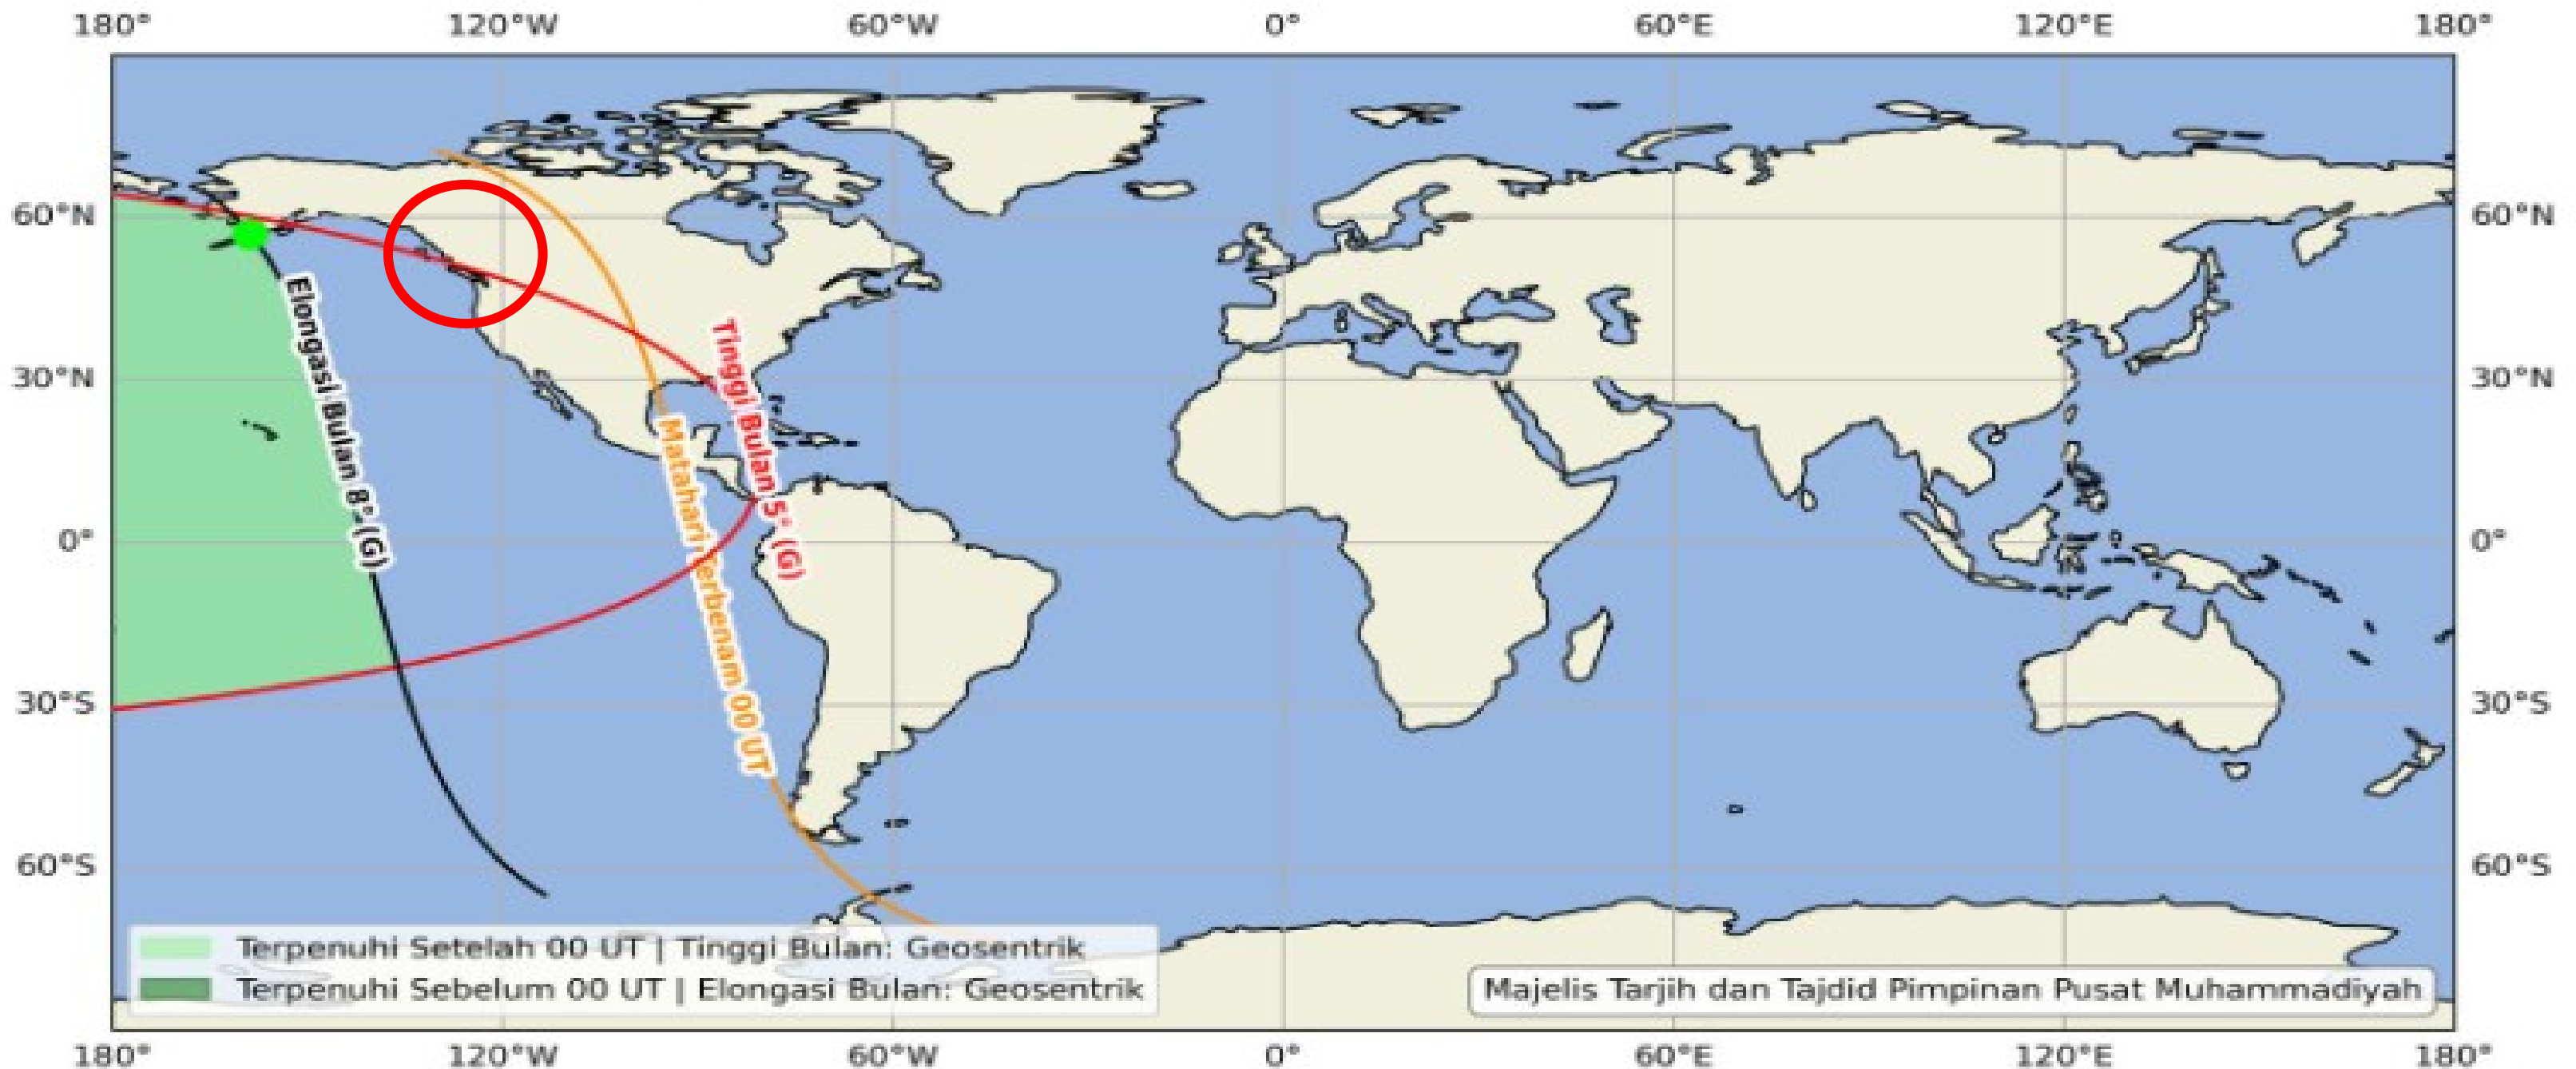 180° 120°W 60°W 0° 60°E 120°E 180°
60°N 60°N
30°N 30°N
0° 0°
30°S 30°S
60°S 60°S
Elongasi Bulan 8° (G)
Tinggi Bulan 5° (G)
Matahari Terbenam 00 UT
Terpenuhi Setelah 00 UT | Tinggi Bulan: Geosentrik
Terpenuhi Sebelum 00 UT | Elongasi Bulan: Geosentrik
Majelis Tarjih dan Tajdid Pimpinan Pusat Muhammadiyah
180° 120°W 60°W 0° 60°E 120°E 180°